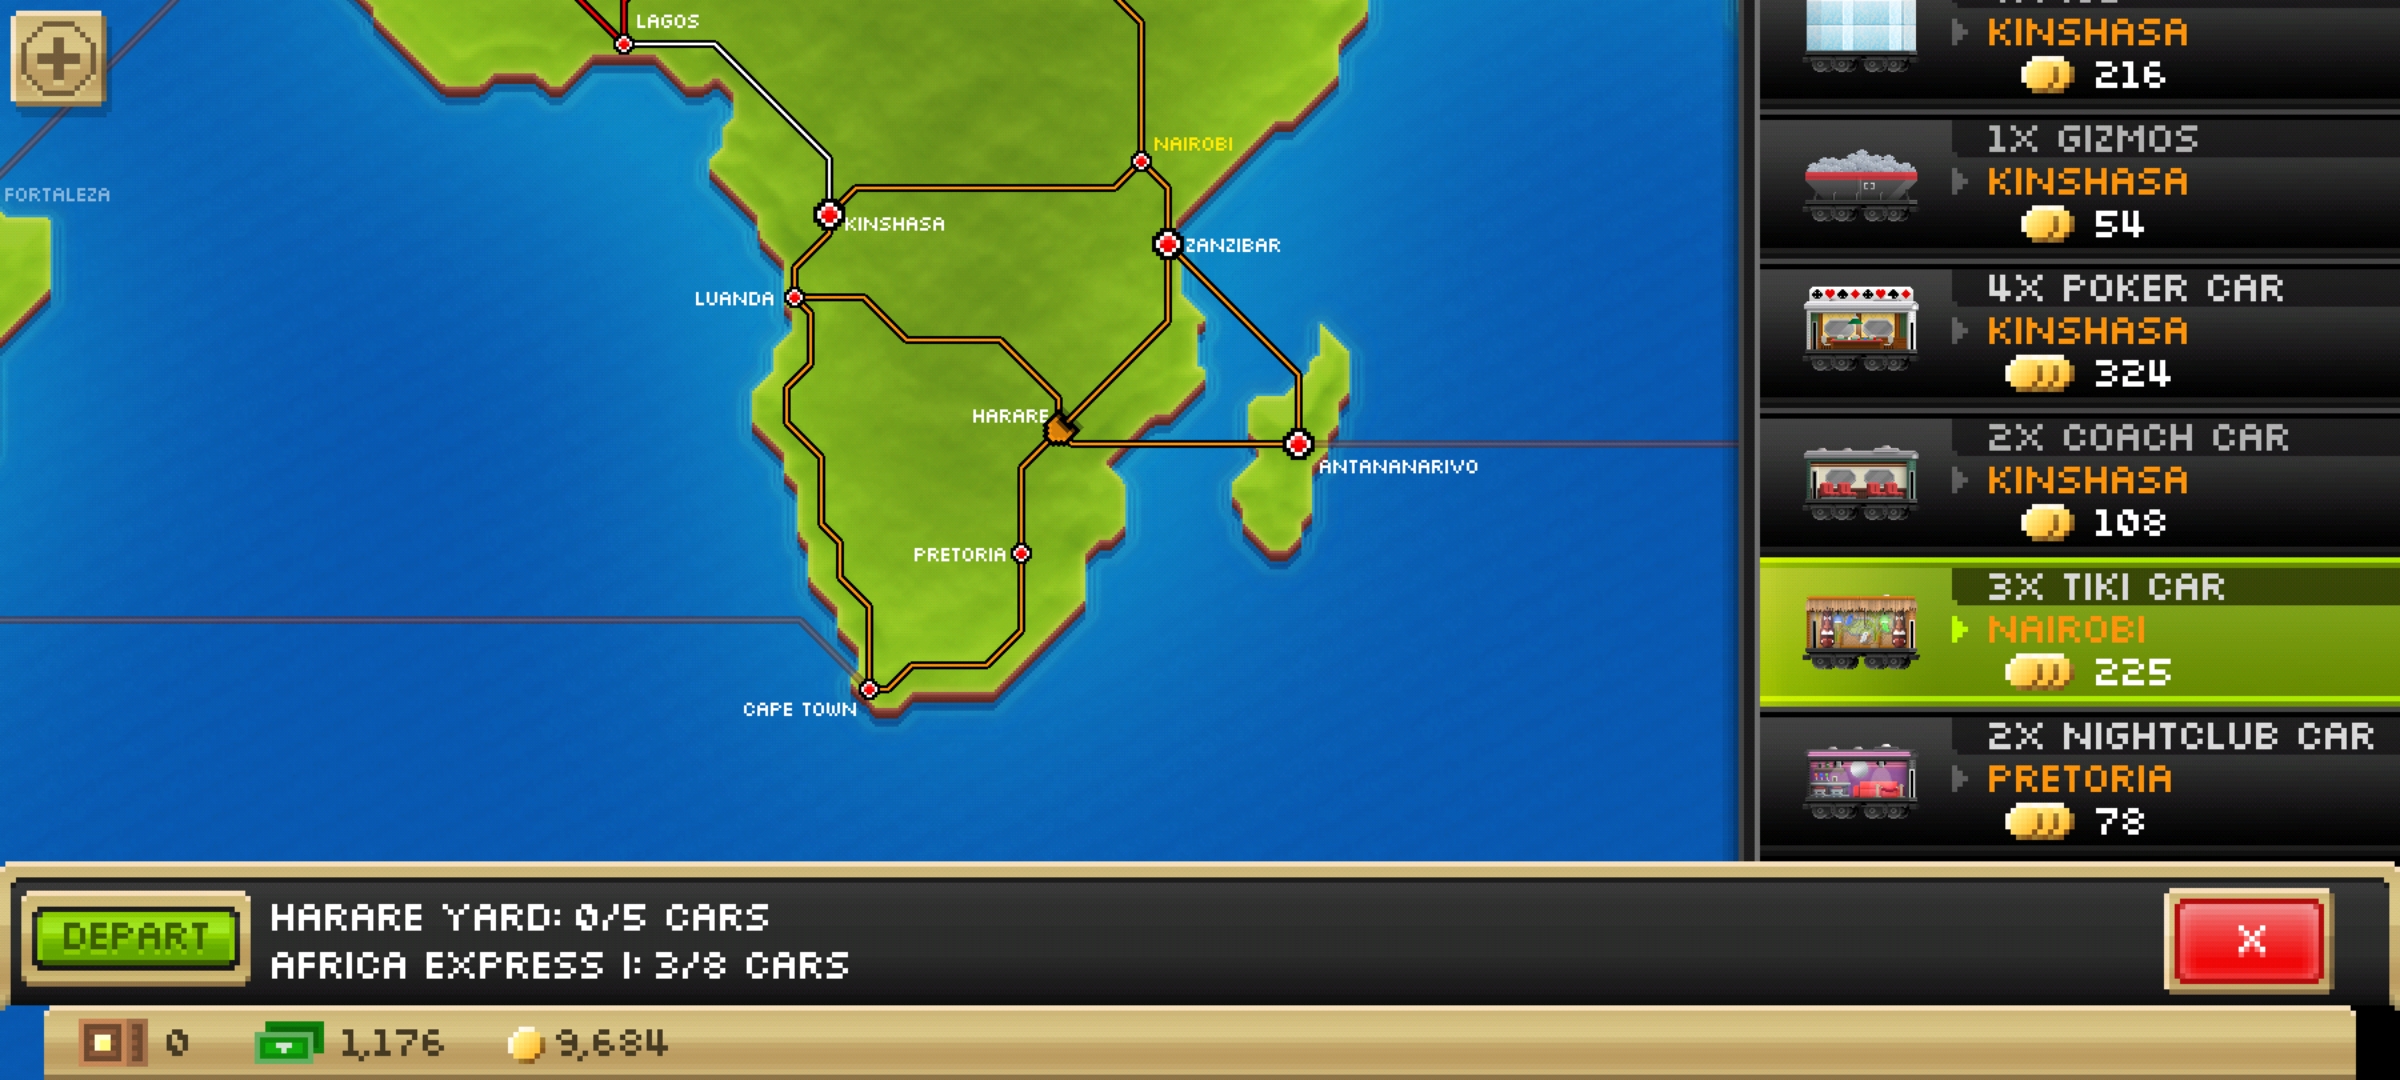 LAGOS
NAIROBI
FORTALEZA
KINSHASA
ZANZIBAR
LUANDA
HARARE
ANTANANARIVO
PRETORIA
CAPE TOWN
KINSHASA
216
1X GIZMOS
KINSHASA
54
4X POKER CAR
KINSHASA
324
2X COACH CAR
KINSHASA
108
3X TIKI CAR
NAIROBI
225
2X NIGHTCLUB CAR
PRETORIA
78
DEPART
HARARE YARD: 0/5 CARS
AFRICA EXPRESS I: 3/8 CARS
X
0
1,176
9,684